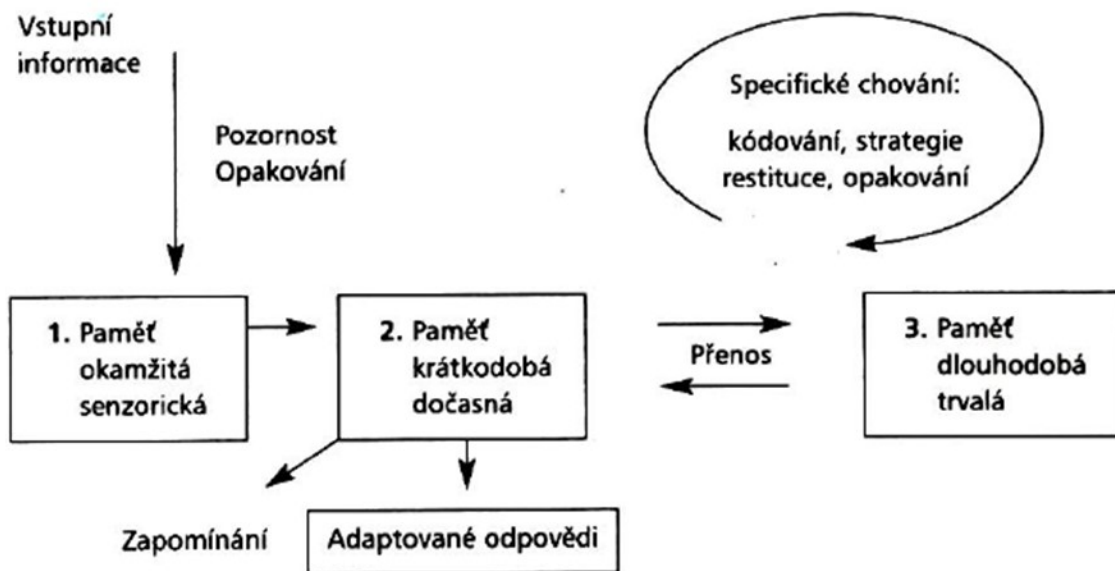 Vstupní
informace
Pozornost
Opakování
Specifické chování:
kódování, strategie
restituce, opakování
1. Paměť
okamžitá
senzorická
2. Paměť
krátkodobá
dočasná
Přenos
3. Paměť
dlouhodobá
trvalá
Zapomínání
Adaptované odpovědi